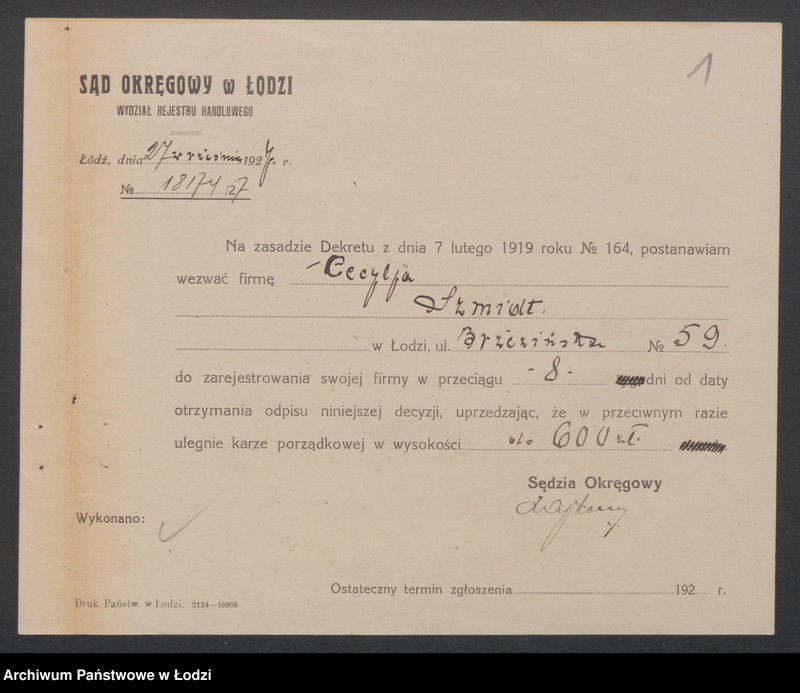 1
SĄD OKRĘGOWY w ŁODZI
WYDZIAŁ REJESTRU HANDLOWEGO
Łódź, dnia 27 września 1927. r.
№ 18174/27
Na zasadzie Dekretu z dnia 7 lutego 1919 roku № 164, postanawiam
wezwać firmę Cecylja
Szmidt.
w Łodzi, ul. Brzezińska № 59.
do zarejestrowania swojej firmy w przeciągu - 8 - dni od daty
otrzymania odpisu niniejszej decyzji, uprzedzając, że w przeciwnym razie
ulegnie karze porządkowej w wysokości do 600 zł.
Sędzia Okręgowy
Wykonano:
Ostateczny termin zgłoszenia 192 r.
Druk. Państw. w Łodzi. 2124—10000
Archiwum Państwowe w Łodzi